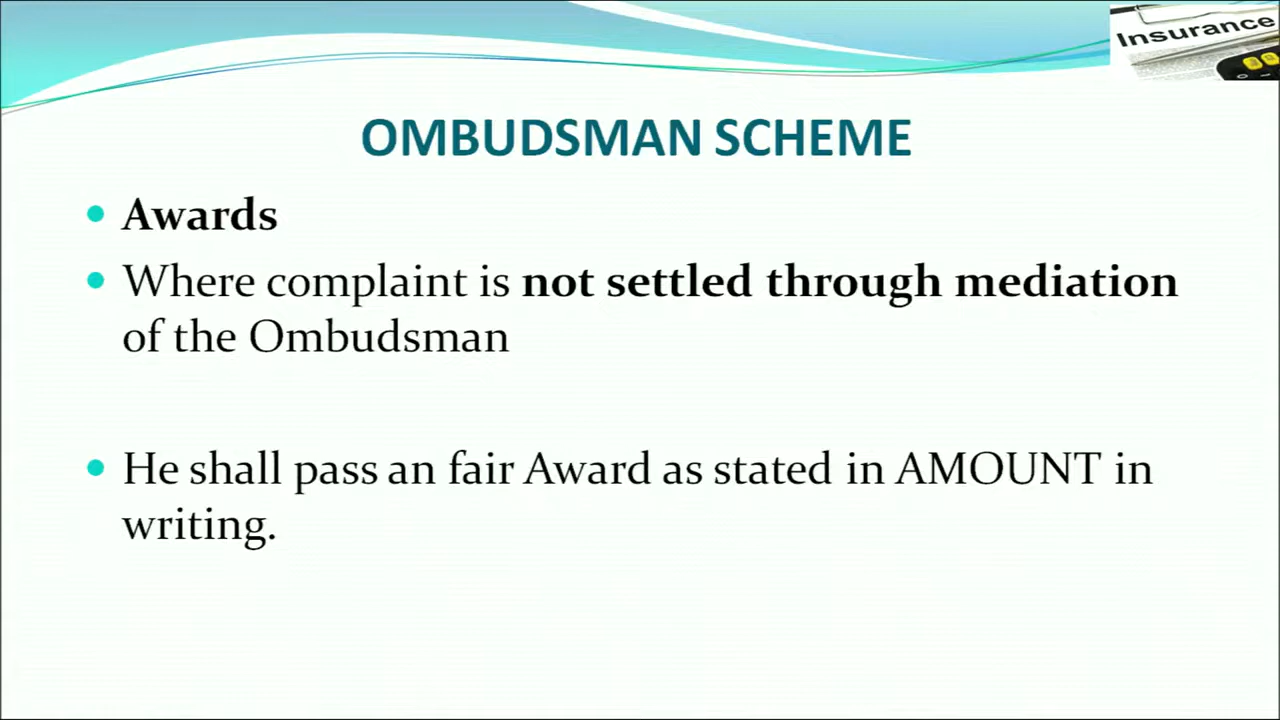 Insurance
OMBUDSMAN SCHEME
• Awards
• Where complaint is not settled through mediation
of the Ombudsman
• He shall pass an fair Award as stated in AMOUNT in
writing.